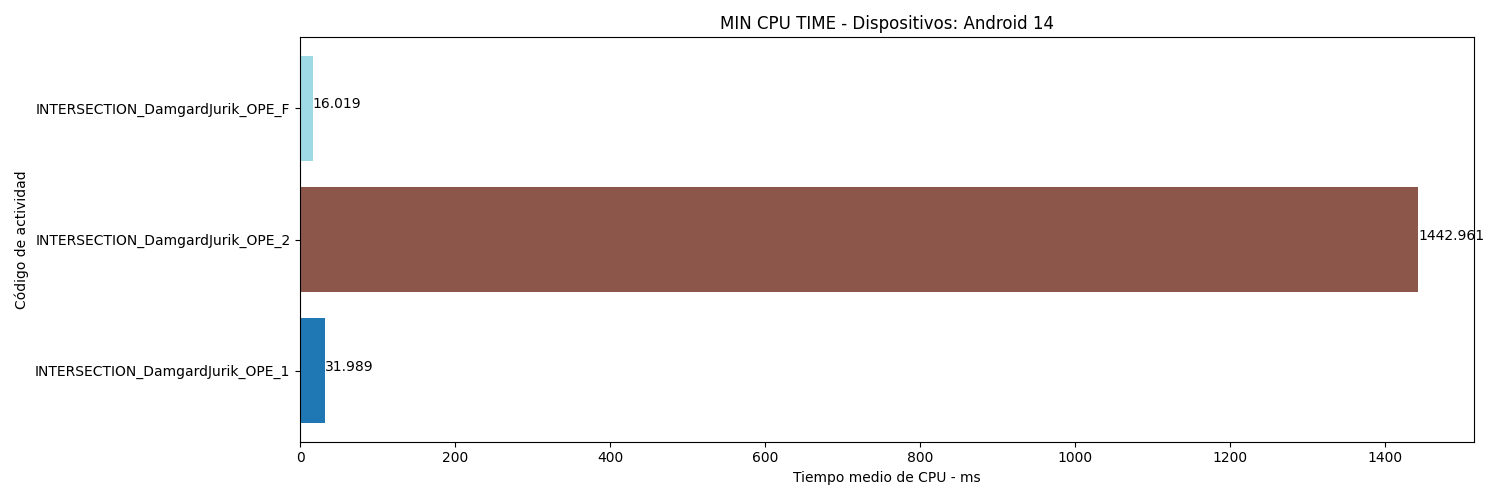 MIN CPU TIME - Dispositivos: Android 14
Código de actividad
INTERSECTION_DamgardJurik_OPE_F
16.019
INTERSECTION_DamgardJurik_OPE_2
1442.961
INTERSECTION_DamgardJurik_OPE_1
31.989
0 200 400 600 800 1000 1200 1400
Tiempo medio de CPU - ms